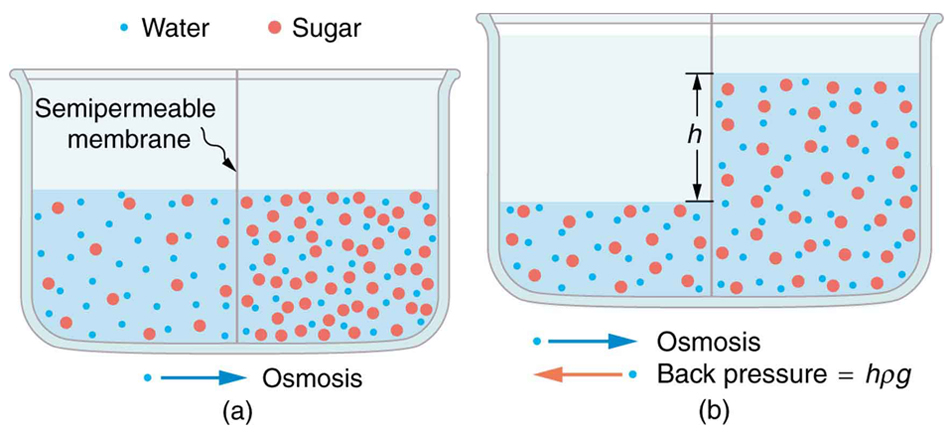 Water
Sugar
Semipermeable
membrane
Osmosis
(a)
h
Osmosis
Back pressure = hρg
(b)